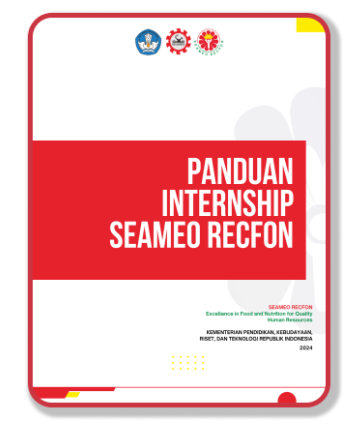 PANDUAN
INTERNSHIP
SEAMEO RECFON
SEAMEO RECFON
Excellence in Food and Nutrition for Quality
Human Resources
KEMENTERIAN PENDIDIKAN, KEBUDAYAAN,
RISET, DAN TEKNOLOGI REPUBLIK INDONESIA
2024